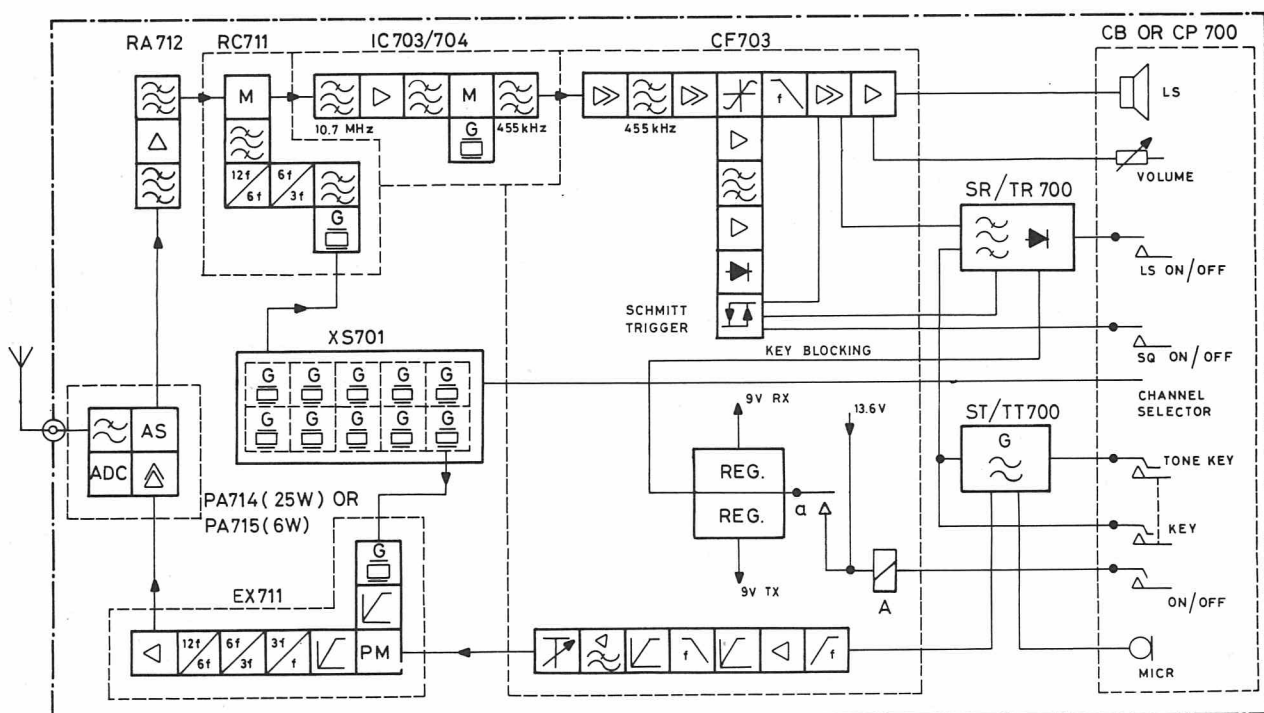 RA712
RC711
IC703/704
CF703
CB OR CP 700
M
10.7 MHz
M
G
455kHz
455kHz
f
LS
VOLUME
12f/6f
6f/3f
G
SR/TR 700
LS ON/OFF
SCHMITT
TRIGGER
KEY BLOCKING
SQ ON/OFF
XS701
G G G G G
G G G G G
CHANNEL
SELECTOR
9V RX
13.6V
ST/TT700
G
TONE KEY
AS
ADC
REG.
REG.
a
KEY
PA714(25W) OR
PA715(6W)
9V TX
A
ON/OFF
EX711
G
12f/6f
6f/3f
3f/f
PM
f
f
MICR